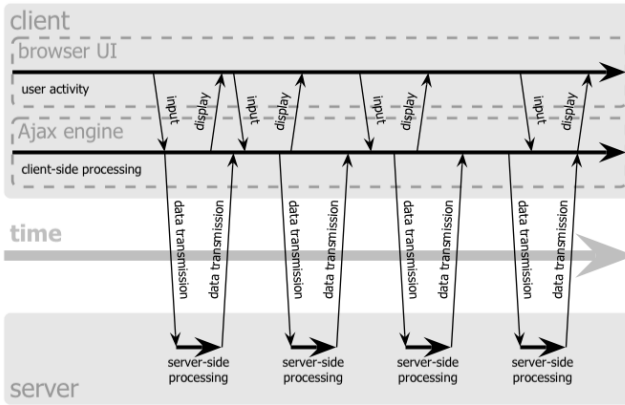 client
browser UI
user activity
input
display
input
display
input
display
input
display
Ajax engine
client-side processing
data transmission
data transmission
data transmission
data transmission
data transmission
data transmission
data transmission
data transmission
time
server-side
processing
server-side
processing
server-side
processing
server-side
processing
server